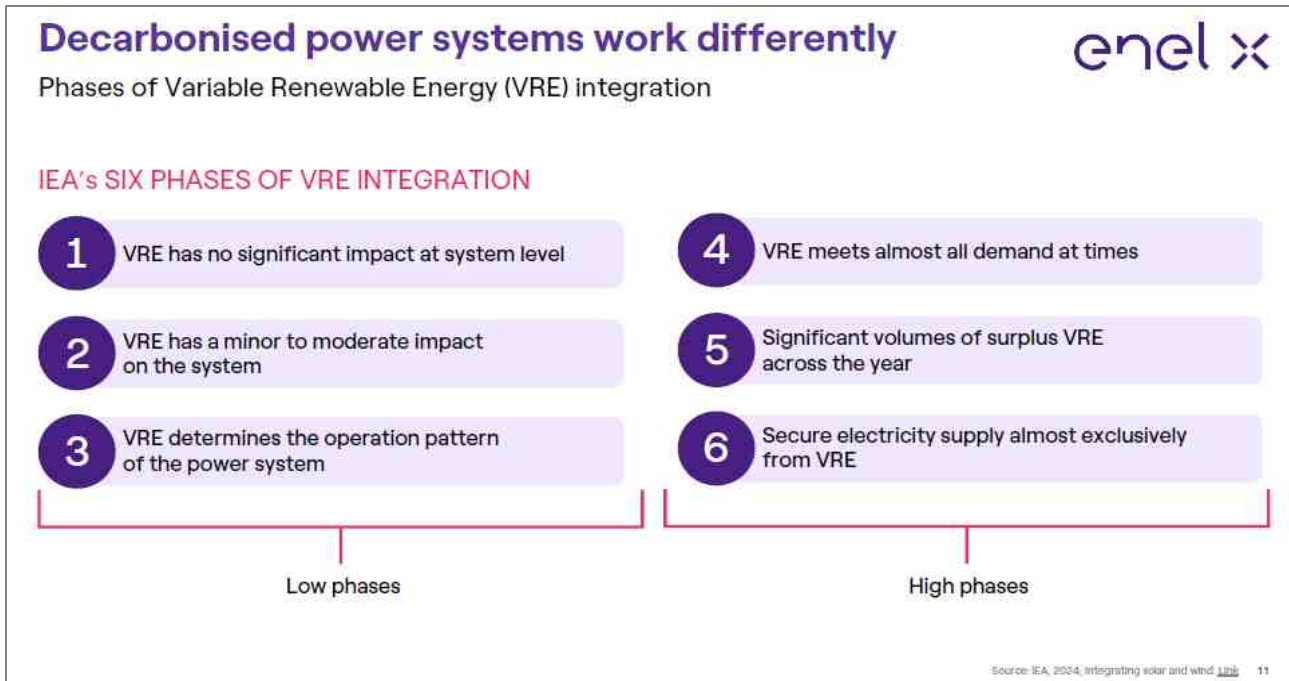 Decarbonised power systems work differently
enel x
Phases of Variable Renewable Energy (VRE) integration
IEA's SIX PHASES OF VRE INTEGRATION
1
VRE has no significant impact at system level
2
VRE has a minor to moderate impact
on the system
3
VRE determines the operation pattern
of the power system
Low phases
4
VRE meets almost all demand at times
5
Significant volumes of surplus VRE
across the year
6
Secure electricity supply almost exclusively
from VRE
High phases
Source: IEA, 2024; Integrating solar and wind: Link 11